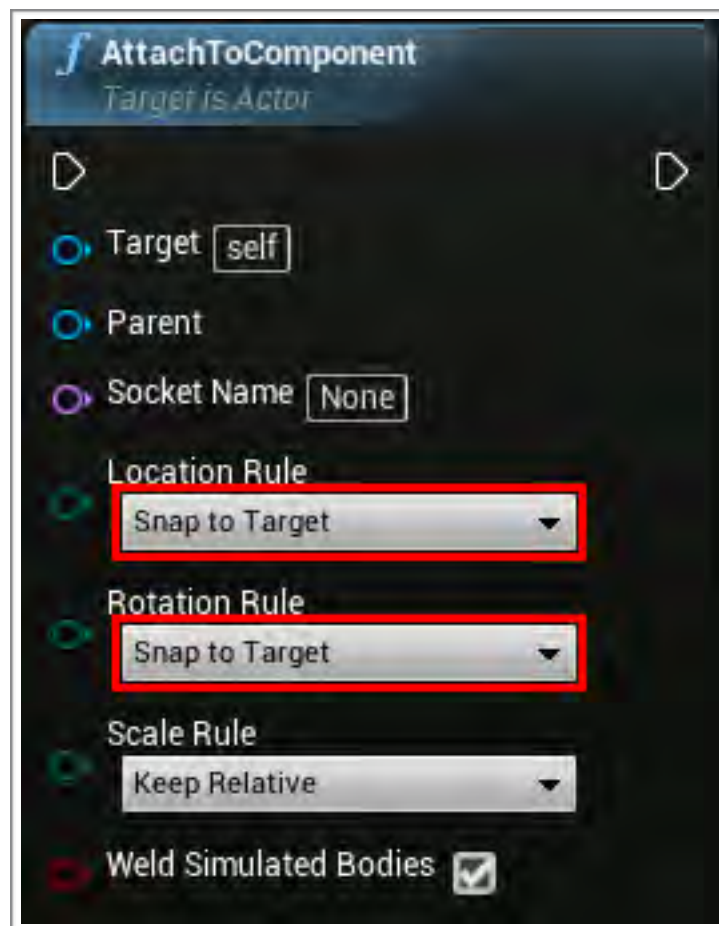 f AttachToComponent
Target is Actor
Target self
Parent
Socket Name None
Location Rule
Snap to Target
Rotation Rule
Snap to Target
Scale Rule
Keep Relative
Weld Simulated Bodies